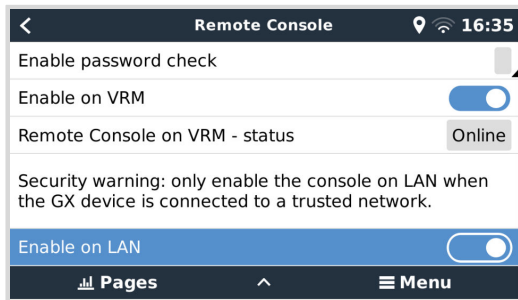 Remote Console
16:35
Enable password check
Enable on VRM
Remote Console on VRM - status
Online
Security warning: only enable the console on LAN when
the GX device is connected to a trusted network.
Enable on LAN
Pages
Menu